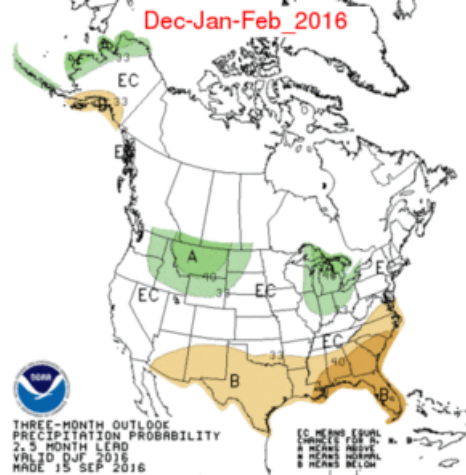 Dec-Jan-Feb_2016
33
EC
33
B
E
A
40
A
EC
EC
33
EC
33
EC
33
40
B
B
NOAA
THREE-MONTH OUTLOOK
PRECIPITATION PROBABILITY
2.5 MONTH LEAD
VALID DJF 2016
MADE 15 SEP 2016
EC MEANS EQUAL
CHANCES FOR A, N, B
A MEANS ABOVE
N MEANS NORMAL
B MEANS BELOW